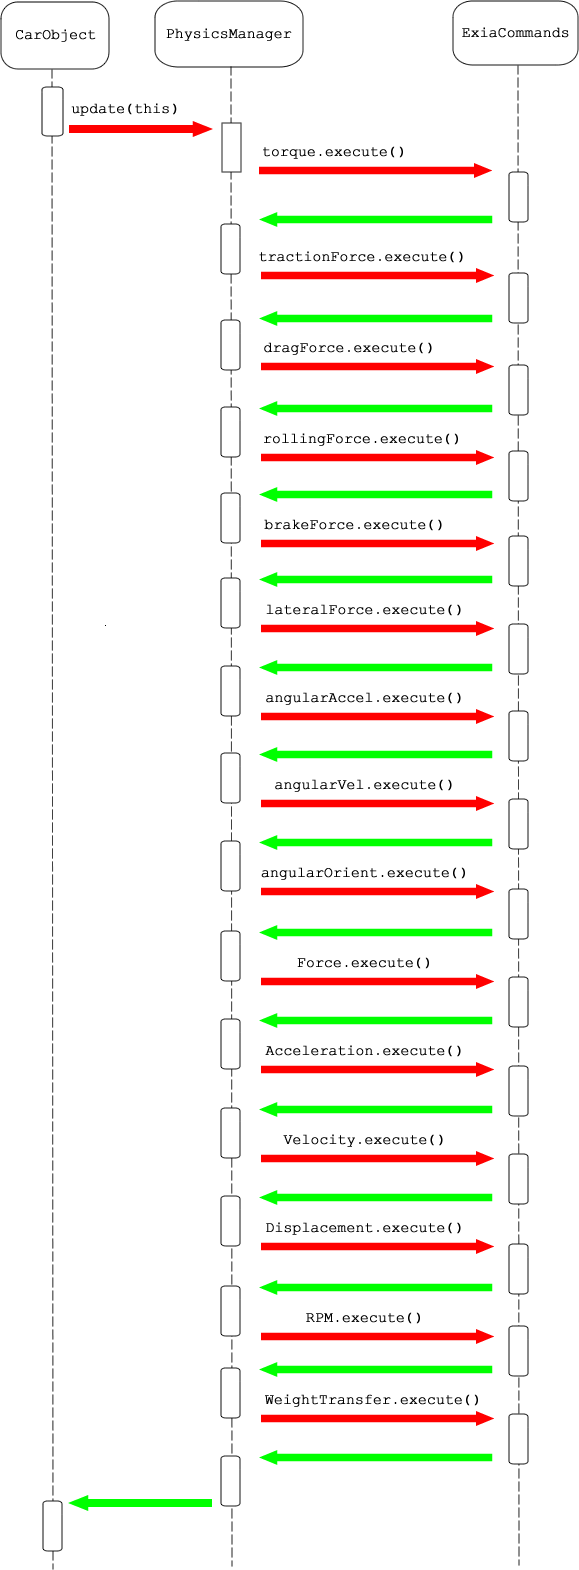 CarObject
PhysicsManager
ExiaCommands
update(this)
torque.execute()
tractionForce.execute()
dragForce.execute()
rollingForce.execute()
brakeForce.execute()
lateralForce.execute()
angularAccel.execute()
angularVel.execute()
angularOrient.execute()
Force.execute()
Acceleration.execute()
Velocity.execute()
Displacement.execute()
RPM.execute()
WeightTransfer.execute()